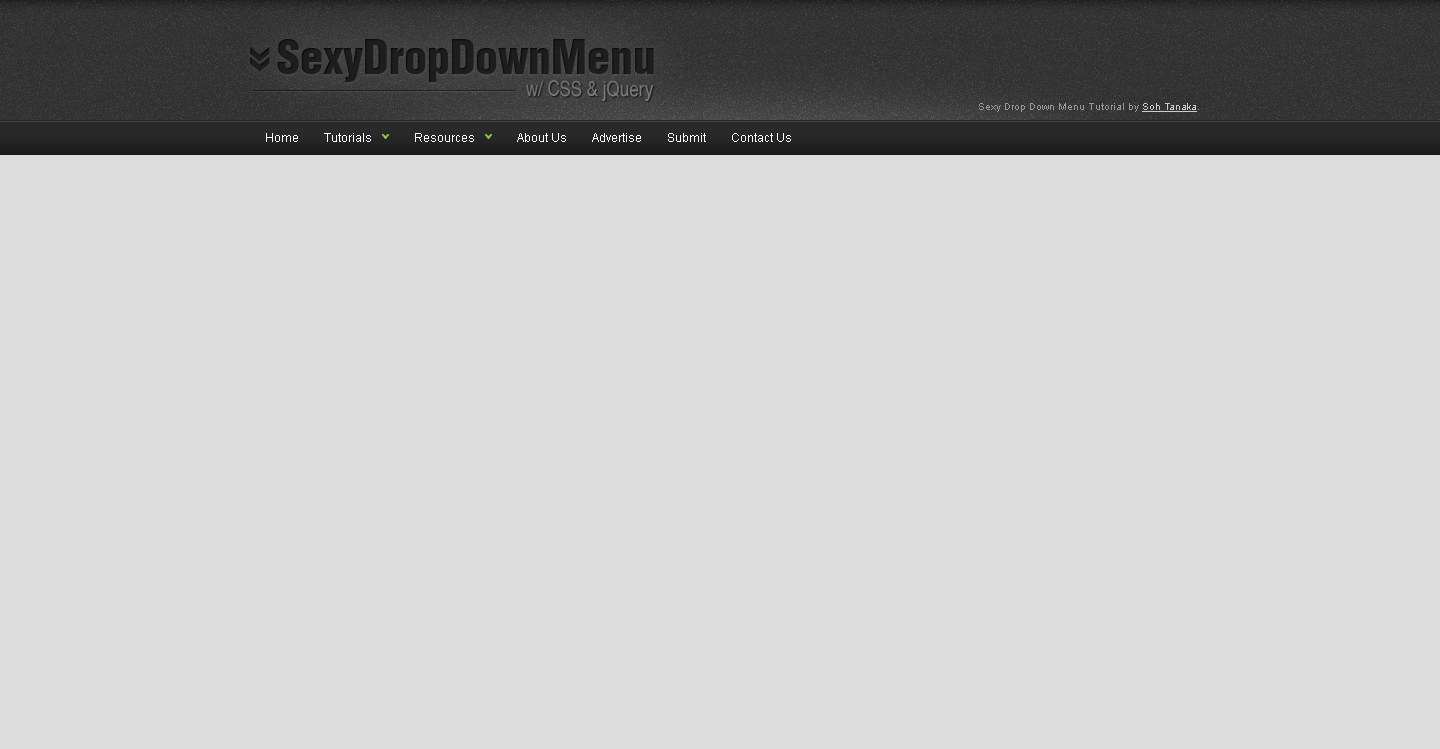 SexyDropDownMenu
w/ CSS & jQuery
Sexy Drop Down Menu Tutorial by Soh Tanaka.
Home Tutorials Resources About Us Advertise Submit Contact Us